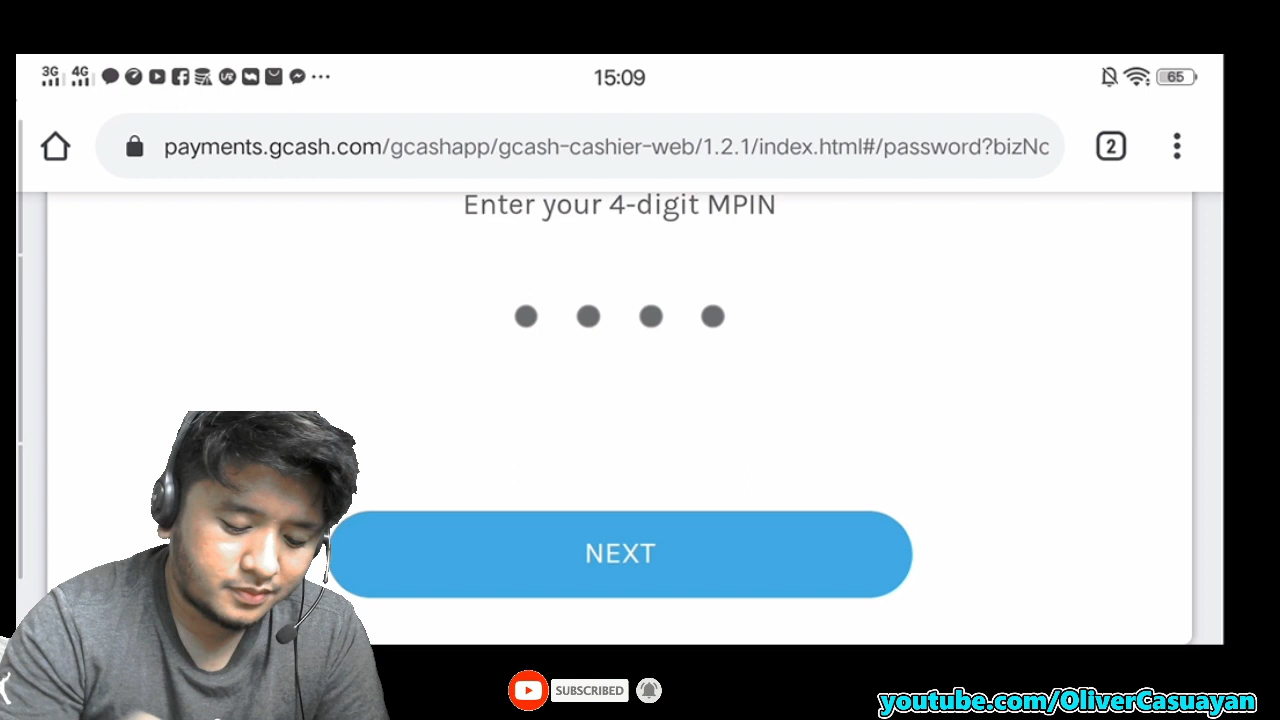 3G 4G
15:09
65
payments.gcash.com/gcashapp/gcash-cashier-web/1.2.1/index.html#/password?bizNo
2
Enter your 4-digit MPIN
NEXT
SUBSCRIBED
youtube.com/OliverCasuayan